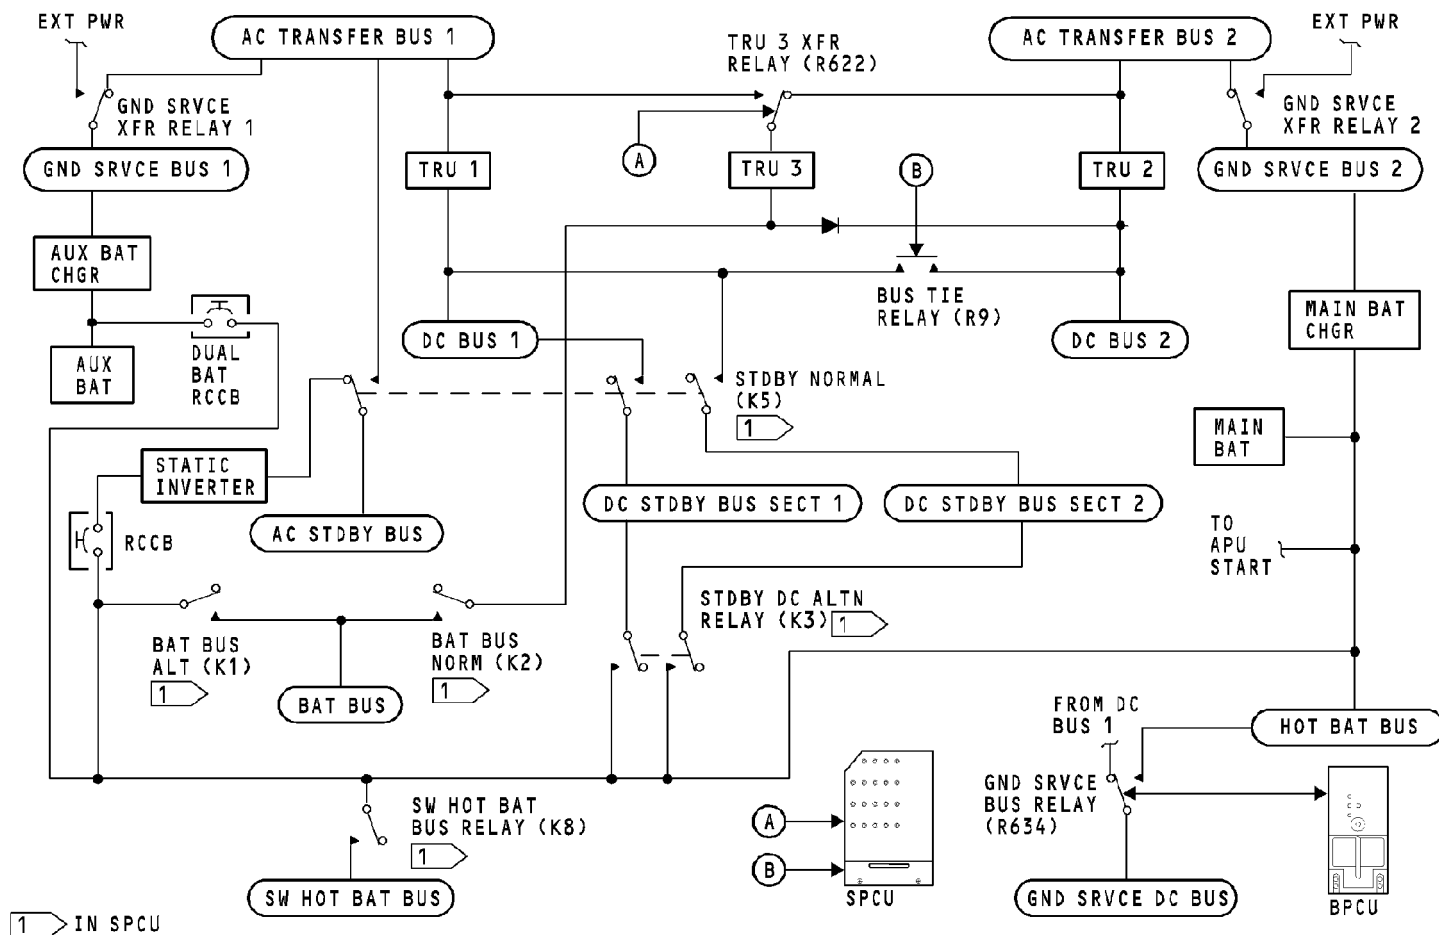 EXT PWR
AC TRANSFER BUS 1
TRU 3 XFR
RELAY (R622)
AC TRANSFER BUS 2
EXT PWR
GND SRVCE
XFR RELAY 1
GND SRVCE
XFR RELAY 2
GND SRVCE BUS 1
TRU 1
A
TRU 3
B
TRU 2
GND SRVCE BUS 2
AUX BAT
CHGR
BUS TIE
RELAY (R9)
MAIN BAT
CHGR
DC BUS 1
DC BUS 2
AUX
BAT
DUAL
BAT
RCCB
STDBY NORMAL
(K5)
1
MAIN
BAT
STATIC
INVERTER
DC STDBY BUS SECT 1
DC STDBY BUS SECT 2
AC STDBY BUS
RCCB
TO
APU
START
STDBY DC ALTN
RELAY (K3)
1
BAT BUS
ALT (K1)
1
BAT BUS
NORM (K2)
1
BAT BUS
FROM DC
BUS 1
HOT BAT BUS
GND SRVCE
BUS RELAY
(R634)
SW HOT BAT
BUS RELAY (K8)
1
A
B
SW HOT BAT BUS
SPCU
GND SRVCE DC BUS
BPCU
1 IN SPCU